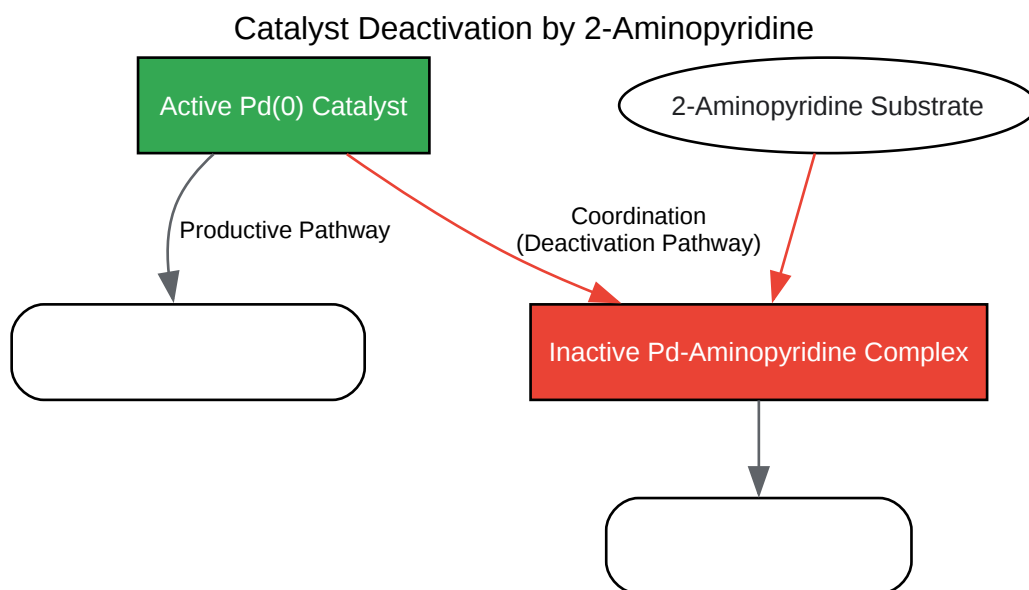 Catalyst Deactivation by 2-Aminopyridine
Active Pd(0) Catalyst
2-Aminopyridine Substrate
Productive Pathway
Coordination
(Deactivation Pathway)
Inactive Pd-Aminopyridine Complex